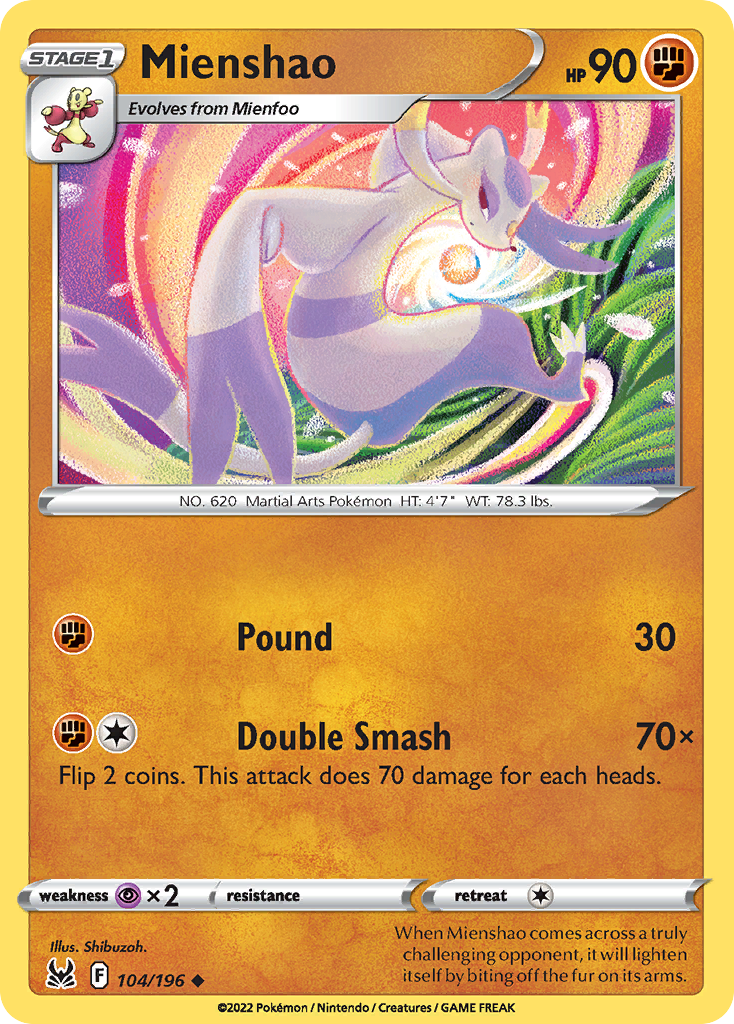 STAGE1
Mienshao
HP 90
Evolves from Mienfoo
NO. 620 Martial Arts Pokémon HT: 4'7" WT: 78.3 lbs.
Pound 30
Double Smash 70×
Flip 2 coins. This attack does 70 damage for each heads.
weakness ×2 resistance retreat
Illus. Shibuzoh.
When Mienshao comes across a truly
challenging opponent, it will lighten
itself by biting off the fur on its arms.
F 104/196
©2022 Pokémon / Nintendo / Creatures / GAME FREAK